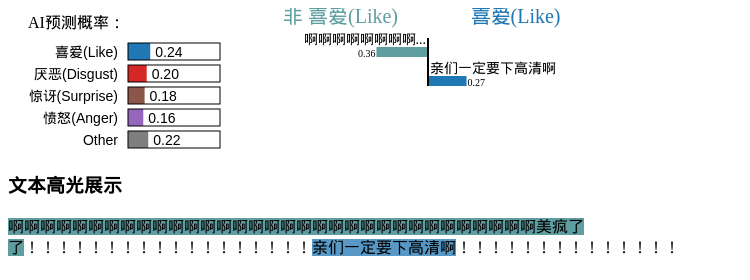 AI预测概率：
非 喜爱(Like)
喜爱(Like)
喜爱(Like) 0.24
厌恶(Disgust) 0.20
惊讶(Surprise) 0.18
愤怒(Anger) 0.16
Other 0.22
啊啊啊啊啊啊啊啊...
0.36
亲们一定要下高清啊
0.27
文本高光展示
啊啊啊啊啊啊啊啊啊啊啊啊啊啊啊啊啊啊啊啊啊啊啊啊啊啊啊啊啊啊啊啊啊美疯了
了！！！！！！！！！！！！！！！！！！亲们一定要下高清啊！！！！！！！！！！！！！！